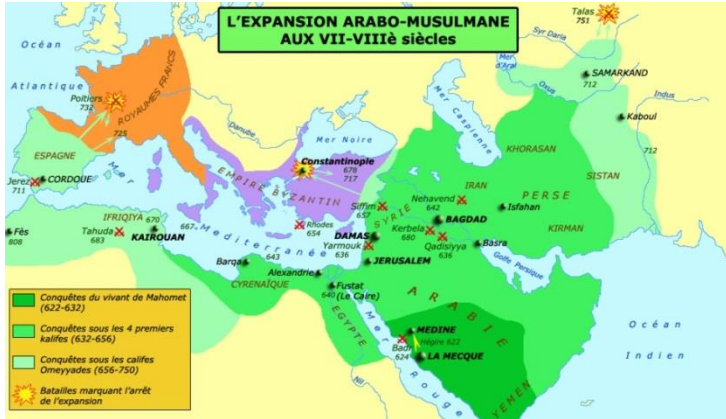 L'EXPANSION ARABO-MUSULMANE
AUX VII-VIIIè siècles
Océan
Atlantique
ROYAUMES FRANCS
Poitiers
732
725
ESPAGNE
Jerez
711
CORDOUE
Fès
808
Tahuda
683
IFRIQIYA
670
KAIROUAN
667
Mer
Mediterranée
Danube
Mer Noire
Constantinople
678
717
EMPIRE BYZANTIN
Rhodes
654
Barqa
643
CYRENAÏQUE
Alexandrie
640
Fustat
(Le Caire)
EGYPTE
Nil
Siffim
657
SYRIE
DAMAS
Yarmouk
636
JERUSALEM
Nehavend
642
BAGDAD
Kerbela
680
Qadisiyya
636
Basra
IRAN
PERSE
Isfahan
KHORASAN
SISTAN
KIRMAN
Mer Caspienne
Mer
d'Aral
Syr Daria
Oxus
Talas
751
SAMARKAND
712
Kaboul
Indus
712
Golfe Persique
ARABIE
MEDINE
Hégire 622
Badr
624
LA MECQUE
YEMEN
Mer Rouge
Océan
Indien
Conquêtes du vivant de Mahomet
(622-632)
Conquêtes sous les 4 premiers
kalifes (632-656)
Conquêtes sous les califes
Omeyyades (656-750)
Batailles marquant l'arrêt
de l'expansion